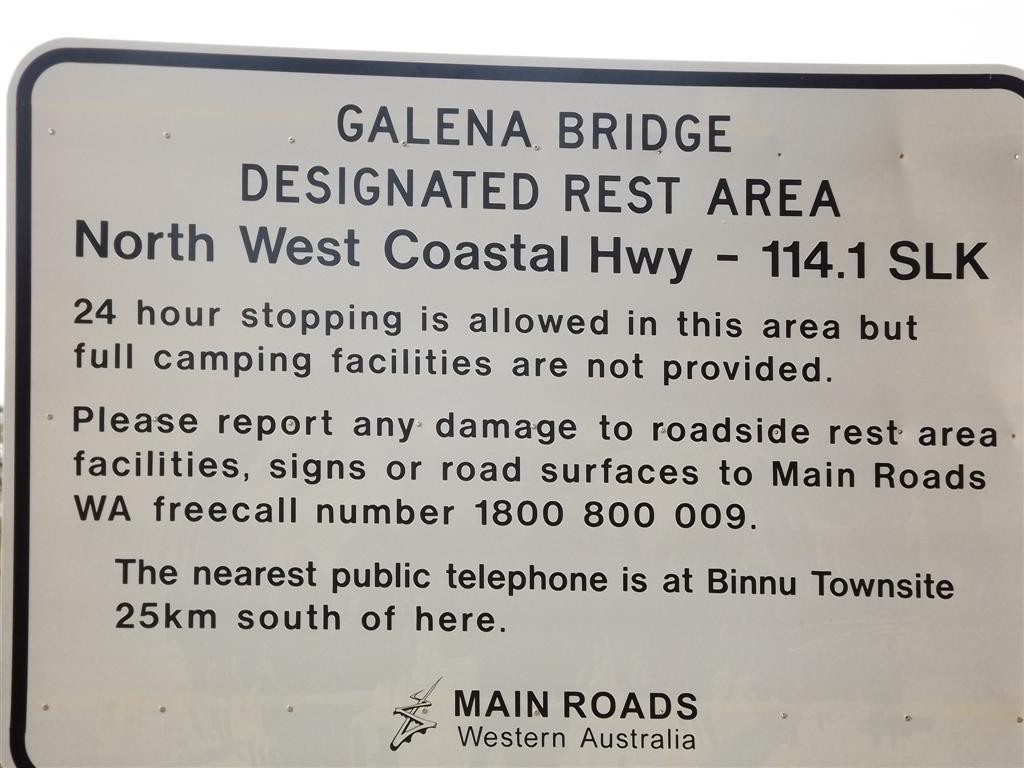 GALENA BRIDGE
DESIGNATED REST AREA
North West Coastal Hwy - 114.1 SLK
24 hour stopping is allowed in this area but
full camping facilities are not provided.
Please report any damage to roadside rest area
facilities, signs or road surfaces to Main Roads
WA freecall number 1800 800 009.
The nearest public telephone is at Binnu Townsite
25km south of here.
MAIN ROADS
Western Australia